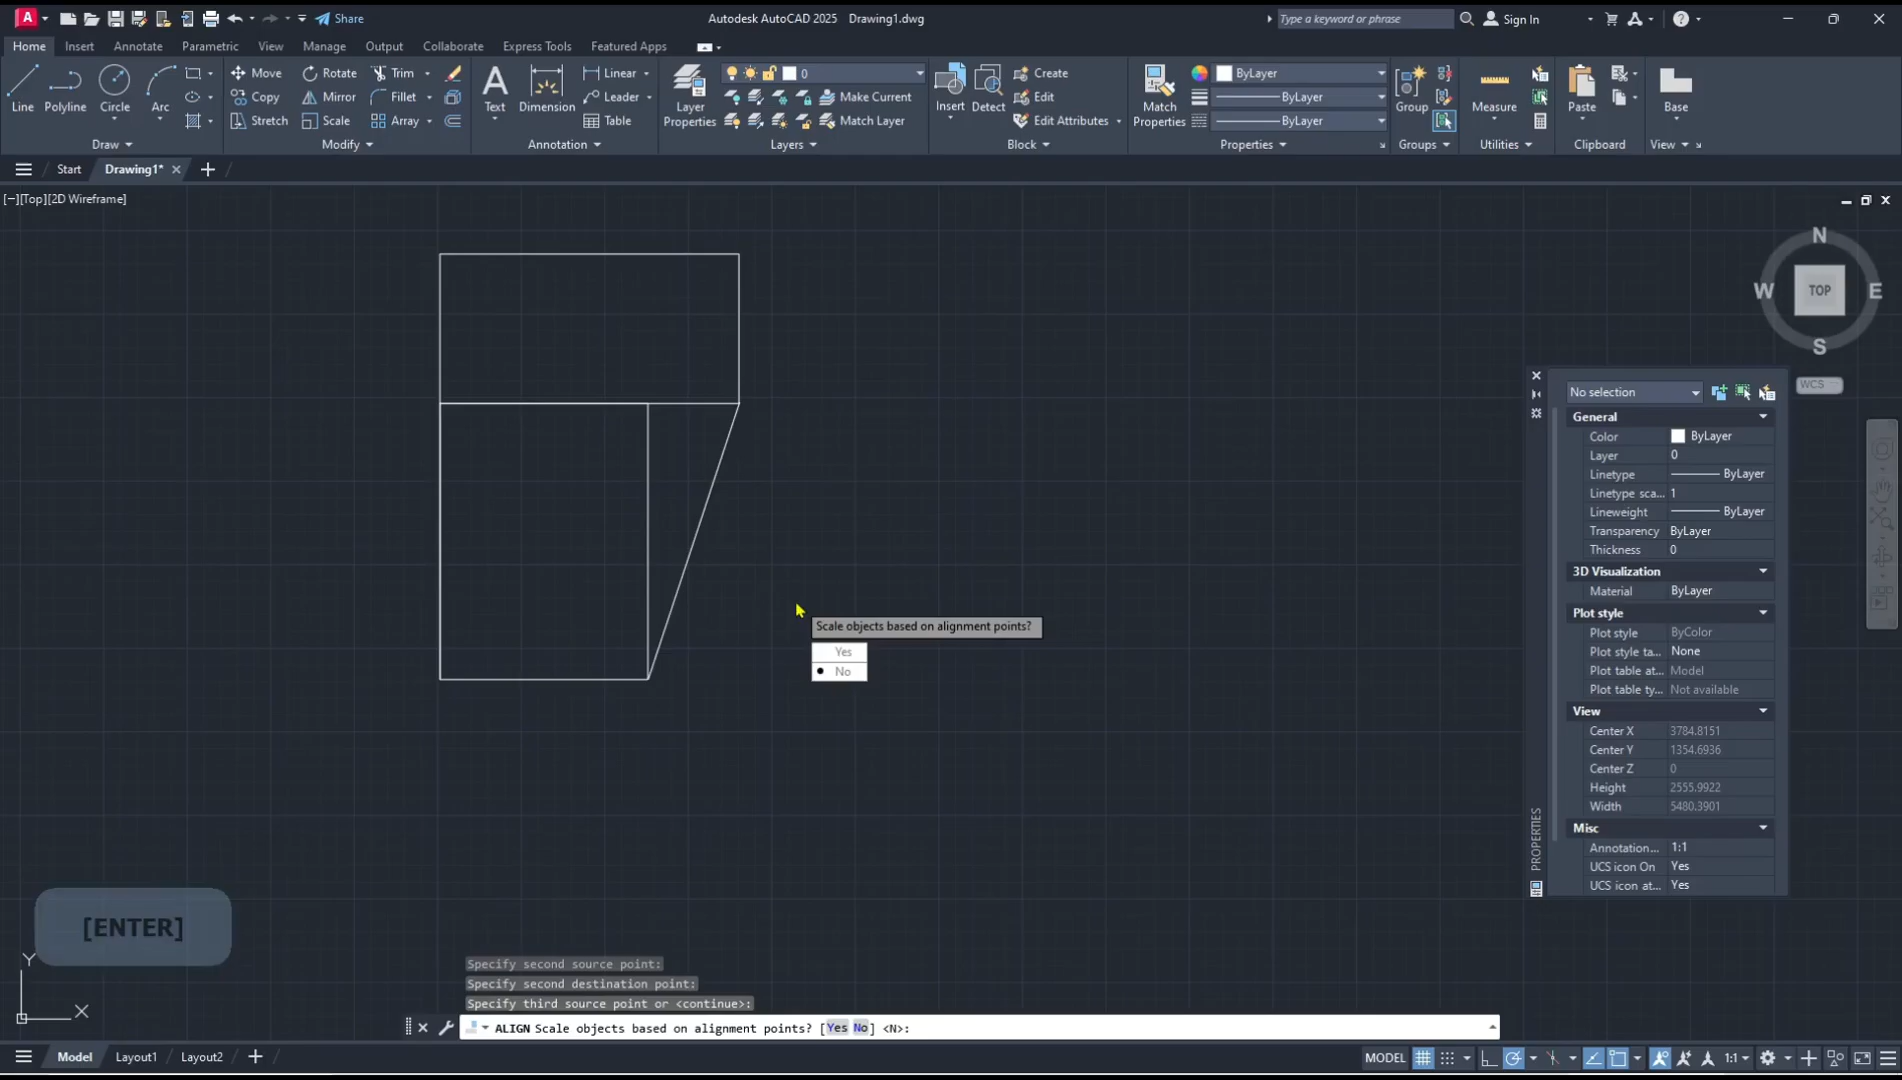 A Share Autodesk AutoCAD 2025 Drawing1.dwg Type a keyword or phrase Sign In
Home Insert Annotate Parametric View Manage Output Collaborate Express Tools Featured Apps
Line Polyline Circle Arc
Move Rotate Trim
Copy Mirror Fillet
Stretch Scale Array
Text Dimension
Linear
Leader
Table
Layer Properties
0
Make Current
Match Layer
Insert Detect
Create
Edit
Edit Attributes
Match Properties
ByLayer
ByLayer
ByLayer
Group Measure Paste Base
Draw Modify Annotation Layers Block Properties Groups Utilities Clipboard View
Start Drawing1*
[−][Top][2D Wireframe]
N
W TOP E
S
WCS
No selection
General
Color ByLayer
Layer 0
Linetype ByLayer
Linetype sca... 1
Lineweight ByLayer
Transparency ByLayer
Thickness 0
3D Visualization
Material ByLayer
Plot style
Plot style ByColor
Plot style ta... None
Plot table at... Model
Plot table ty... Not available
View
Center X 3784.8151
Center Y 1354.6936
Center Z 0
Height 2555.9922
Width 5480.3901
Misc
Annotation... 1:1
UCS icon On Yes
UCS icon at... Yes
PROPERTIES
Scale objects based on alignment points?
Yes
No
[ENTER]
Y
X
Specify second source point:
Specify second destination point:
Specify third source point or <continue>:
ALIGN Scale objects based on alignment points? [Yes No] <N>:
Model Layout1 Layout2 MODEL 1:1